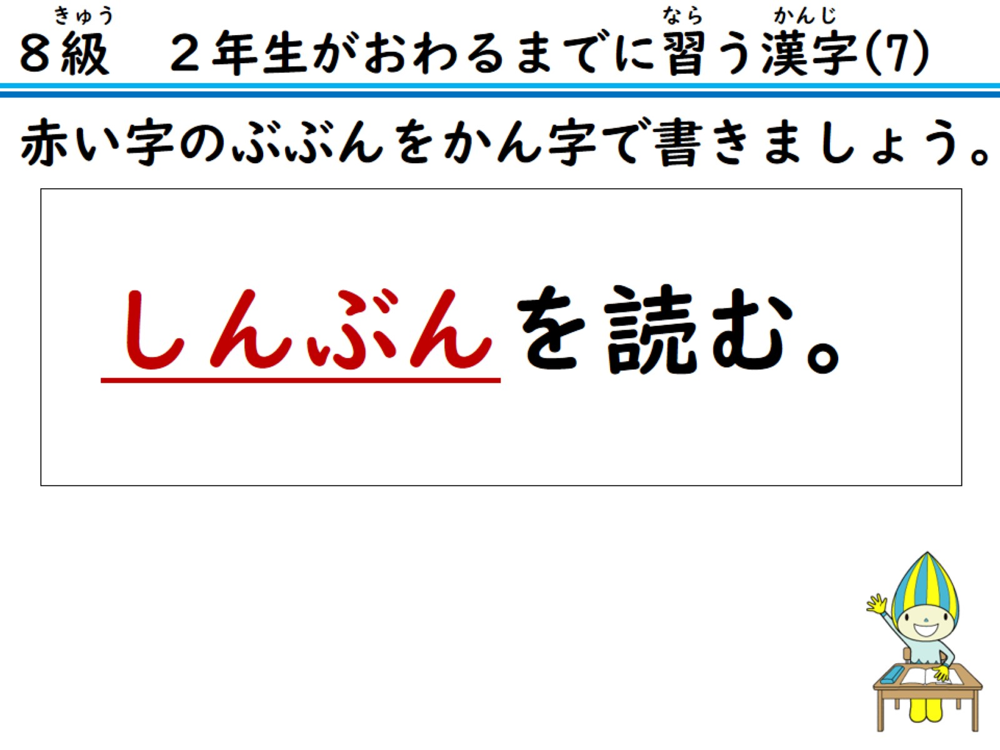 きゅう なら かんじ
８級　２年生がおわるまでに習う漢字(7)
赤い字のぶぶんをかん字で書きましょう。
しんぶんを読む。